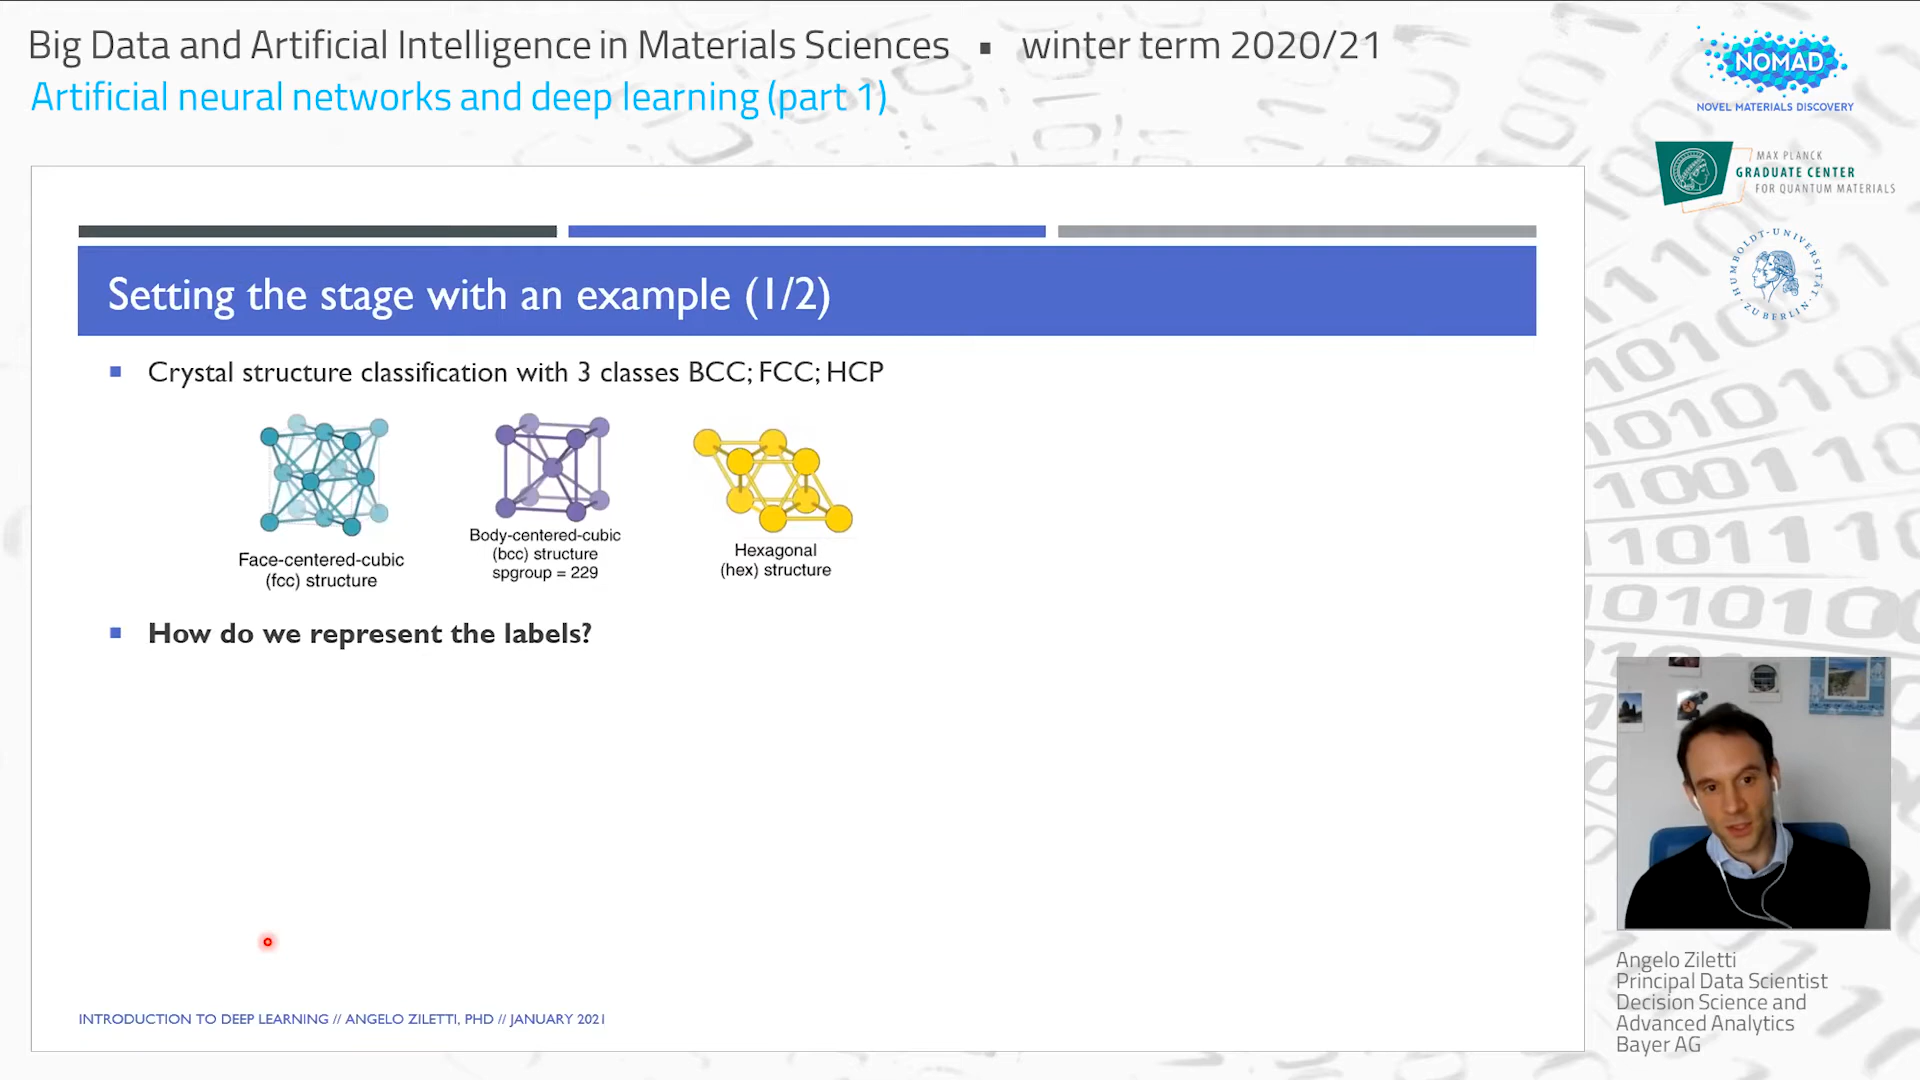 Big Data and Artificial Intelligence in Materials Sciences ▪ winter term 2020/21
Artificial neural networks and deep learning (part 1)
NOMAD
NOVEL MATERIALS DISCOVERY
MAX PLANCK
GRADUATE CENTER
FOR QUANTUM MATERIALS
HUMBOLDT-UNIVERSITÄT
ZU BERLIN
Setting the stage with an example (1/2)
Crystal structure classification with 3 classes BCC; FCC; HCP
Face-centered-cubic
(fcc) structure
Body-centered-cubic
(bcc) structure
spgroup = 229
Hexagonal
(hex) structure
How do we represent the labels?
INTRODUCTION TO DEEP LEARNING // ANGELO ZILETTI, PHD // JANUARY 2021
Angelo Ziletti
Principal Data Scientist
Decision Science and
Advanced Analytics
Bayer AG